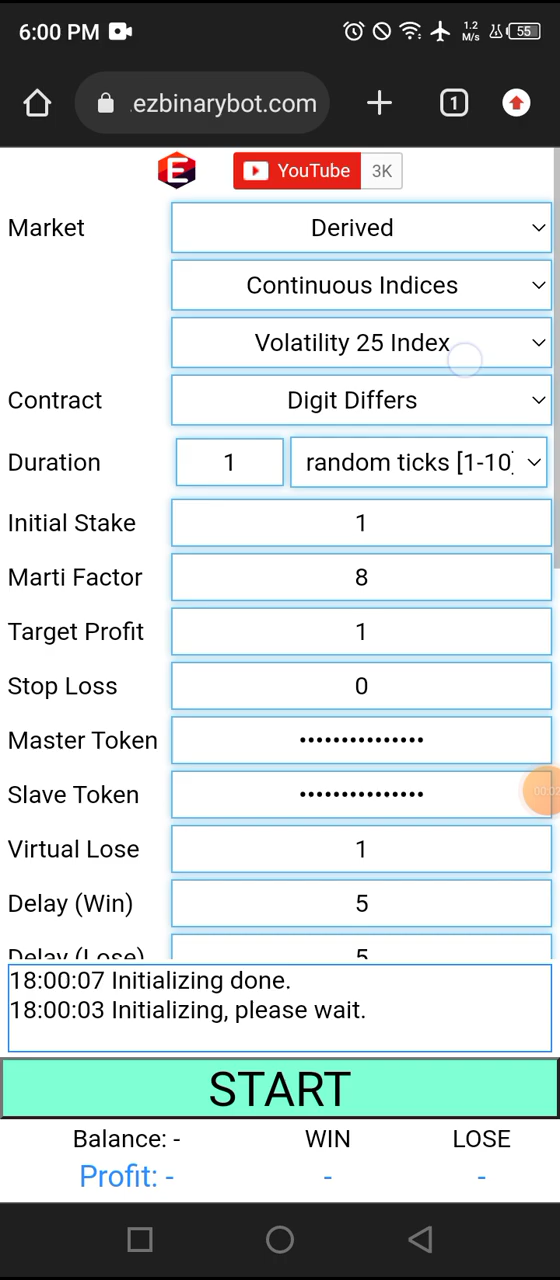 6:00 PM
1.2 M/s
55
.ezbinarybot.com
1
E
YouTube 3K
Market Derived
Continuous Indices
Volatility 25 Index
Contract Digit Differs
Duration 1 random ticks [1-10]
Initial Stake 1
Marti Factor 8
Target Profit 1
Stop Loss 0
Master Token •••••••••••••••
Slave Token •••••••••••••••
Virtual Lose 1
Delay (Win) 5
Delay (Lose) 5
18:00:07 Initializing done.
18:00:03 Initializing, please wait.
START
Balance: - WIN LOSE
Profit: - - -